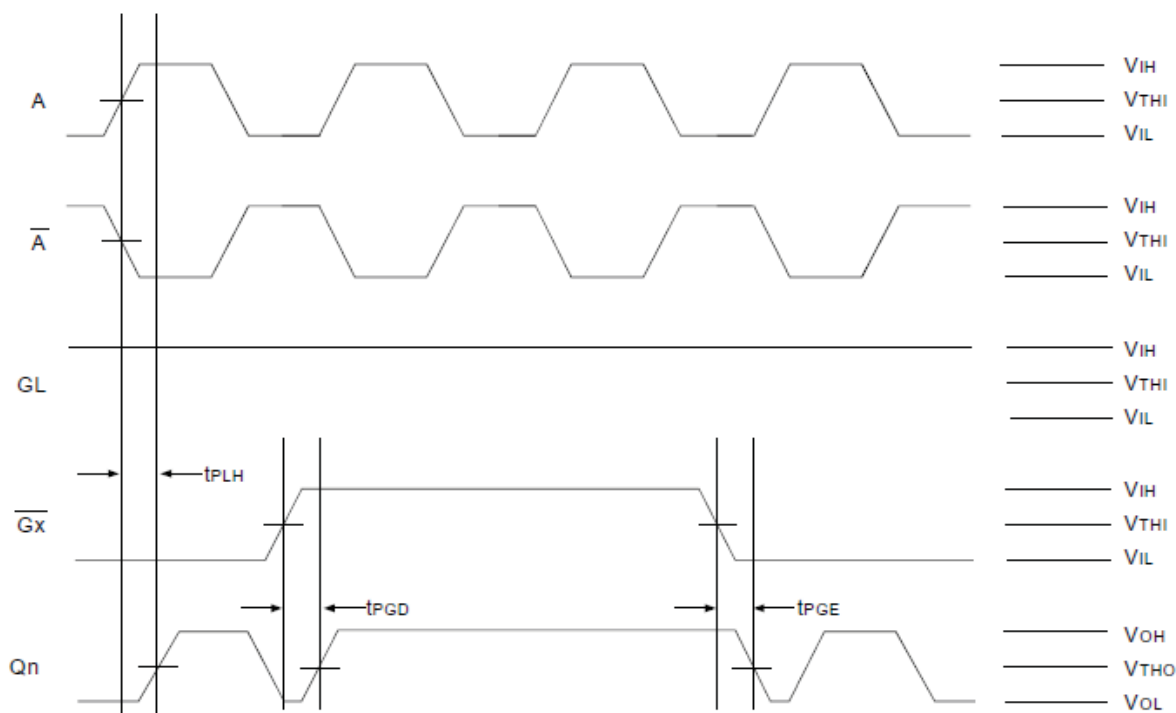 A
VIH
VTHI
VIL
A
VIH
VTHI
VIL
GL
VIH
VTHI
VIL
tPLH
Gx
VIH
VTHI
VIL
tPGD
tPGE
Qn
VOH
VTHO
VOL